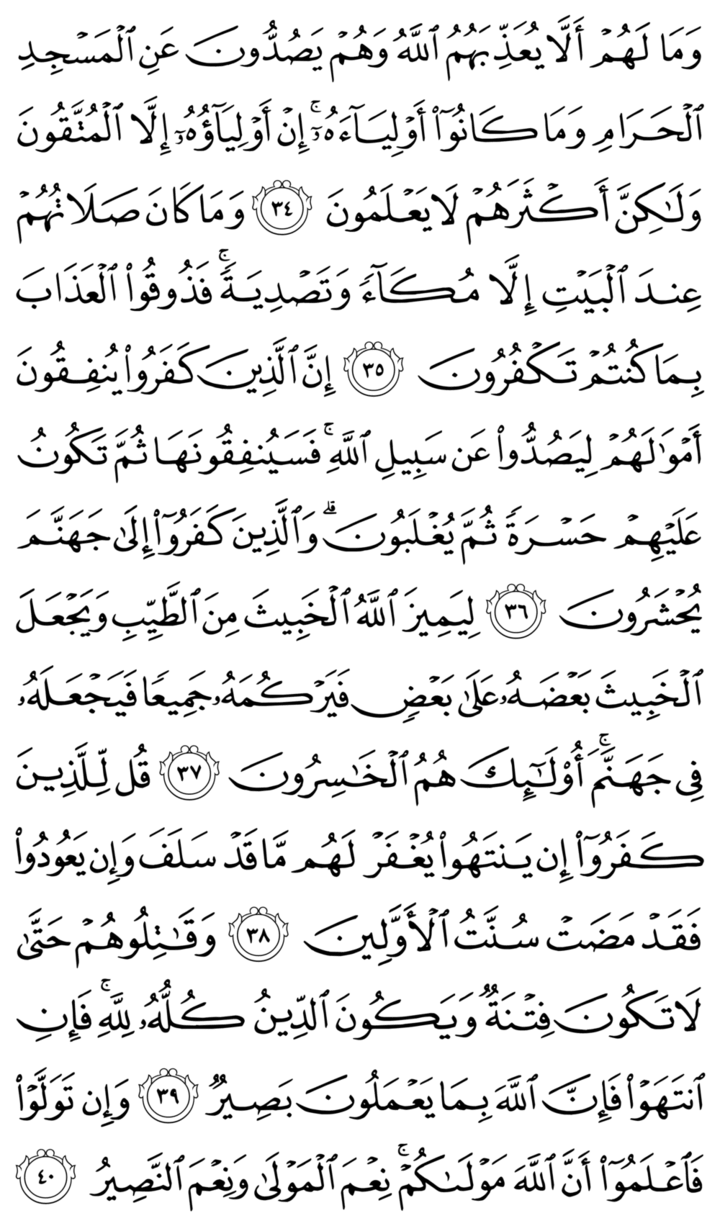 وَمَا لَهُمْ أَلَّا يُعَذِّبَهُمُ ٱللَّهُ وَهُمْ يَصُدُّونَ عَنِ ٱلْمَسْجِدِ
ٱلْحَرَامِ وَمَا كَانُوٓا۟ أَوْلِيَآءَهُۥٓ ۚ إِنْ أَوْلِيَآؤُهُۥٓ إِلَّا ٱلْمُتَّقُونَ
وَلَـٰكِنَّ أَكْثَرَهُمْ لَا يَعْلَمُونَ ٣٤ وَمَا كَانَ صَلَاتُهُمْ
عِندَ ٱلْبَيْتِ إِلَّا مُكَآءً وَتَصْدِيَةً ۚ فَذُوقُوا۟ ٱلْعَذَابَ
بِمَا كُنتُمْ تَكْفُرُونَ ٣٥ إِنَّ ٱلَّذِينَ كَفَرُوا۟ يُنفِقُونَ
أَمْوَٰلَهُمْ لِيَصُدُّوا۟ عَن سَبِيلِ ٱللَّهِ ۚ فَسَيُنفِقُونَهَا ثُمَّ تَكُونُ
عَلَيْهِمْ حَسْرَةً ثُمَّ يُغْلَبُونَ ۗ وَٱلَّذِينَ كَفَرُوٓا۟ إِلَىٰ جَهَنَّمَ
يُحْشَرُونَ ٣٦ لِيَمِيزَ ٱللَّهُ ٱلْخَبِيثَ مِنَ ٱلطَّيِّبِ وَيَجْعَلَ
ٱلْخَبِيثَ بَعْضَهُۥ عَلَىٰ بَعْضٍ فَيَرْكُمَهُۥ جَمِيعًا فَيَجْعَلَهُۥ
فِى جَهَنَّمَ ۚ أُو۟لَـٰٓئِكَ هُمُ ٱلْخَـٰسِرُونَ ٣٧ قُل لِّلَّذِينَ
كَفَرُوٓا۟ إِن يَنتَهُوا۟ يُغْفَرْ لَهُم مَّا قَدْ سَلَفَ وَإِن يَعُودُوا۟
فَقَدْ مَضَتْ سُنَّتُ ٱلْأَوَّلِينَ ٣٨ وَقَـٰتِلُوهُمْ حَتَّىٰ
لَا تَكُونَ فِتْنَةٌ وَيَكُونَ ٱلدِّينُ كُلُّهُۥ لِلَّهِ ۚ فَإِنِ
ٱنتَهَوْا۟ فَإِنَّ ٱللَّهَ بِمَا يَعْمَلُونَ بَصِيرٌ ٣٩ وَإِن تَوَلَّوْا۟
فَٱعْلَمُوٓا۟ أَنَّ ٱللَّهَ مَوْلَىٰكُمْ ۚ نِعْمَ ٱلْمَوْلَىٰ وَنِعْمَ ٱلنَّصِيرُ ٤٠